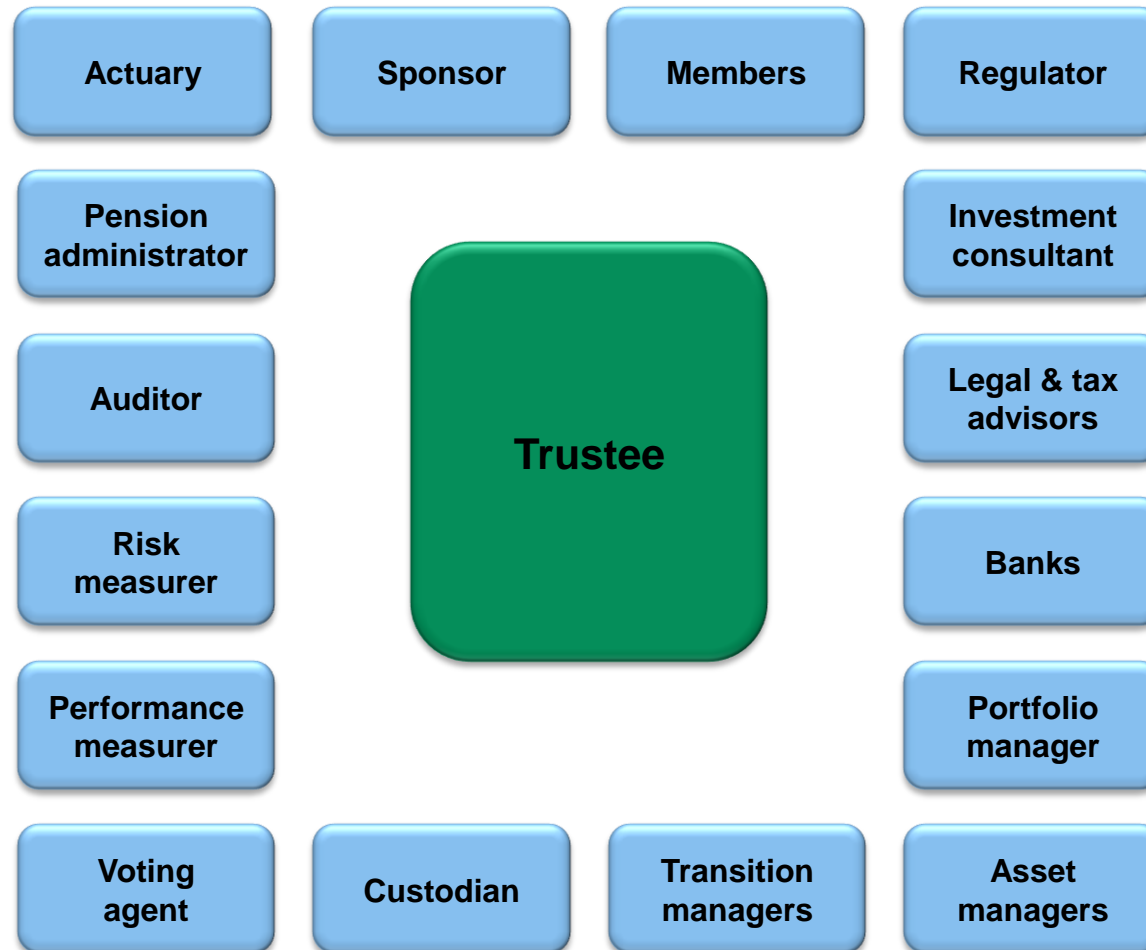 Actuary
Sponsor
Members
Regulator
Pension
administrator
Investment
consultant
Auditor
Legal & tax
advisors
Trustee
Risk
measurer
Banks
Performance
measurer
Portfolio
manager
Voting
agent
Custodian
Transition
managers
Asset
managers